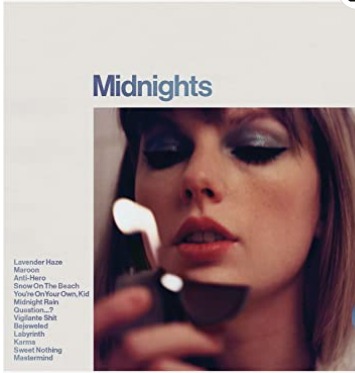 Midnights
Lavender Haze
Maroon
Anti-Hero
Snow On The Beach
You're On Your Own, Kid
Midnight Rain
Question...?
Vigilante Shit
Bejeweled
Labyrinth
Karma
Sweet Nothing
Mastermind